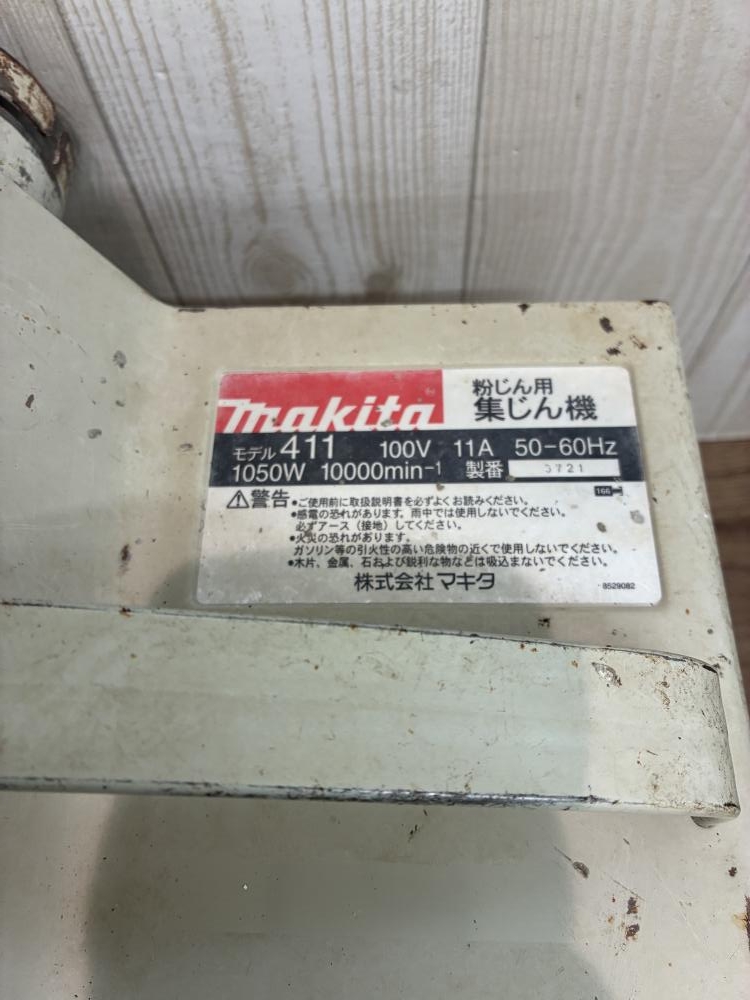 makita
粉じん用
集じん機
モデル 411 100V 11A 50-60Hz
1050W 10000min-1 製番 3721
166
⚠警告 •ご使用前に取扱説明書を必ずよくお読みください。
•感電の恐れがあります。雨中では使用しないでください。
必ずアース（接地）してください。
•火災の恐れがあります。
ガソリン等の引火性の高い危険物の近くで使用しないでください。
•木片、金属、石および鋭利な物などは吸込まないでください。
株式会社マキタ
8529082